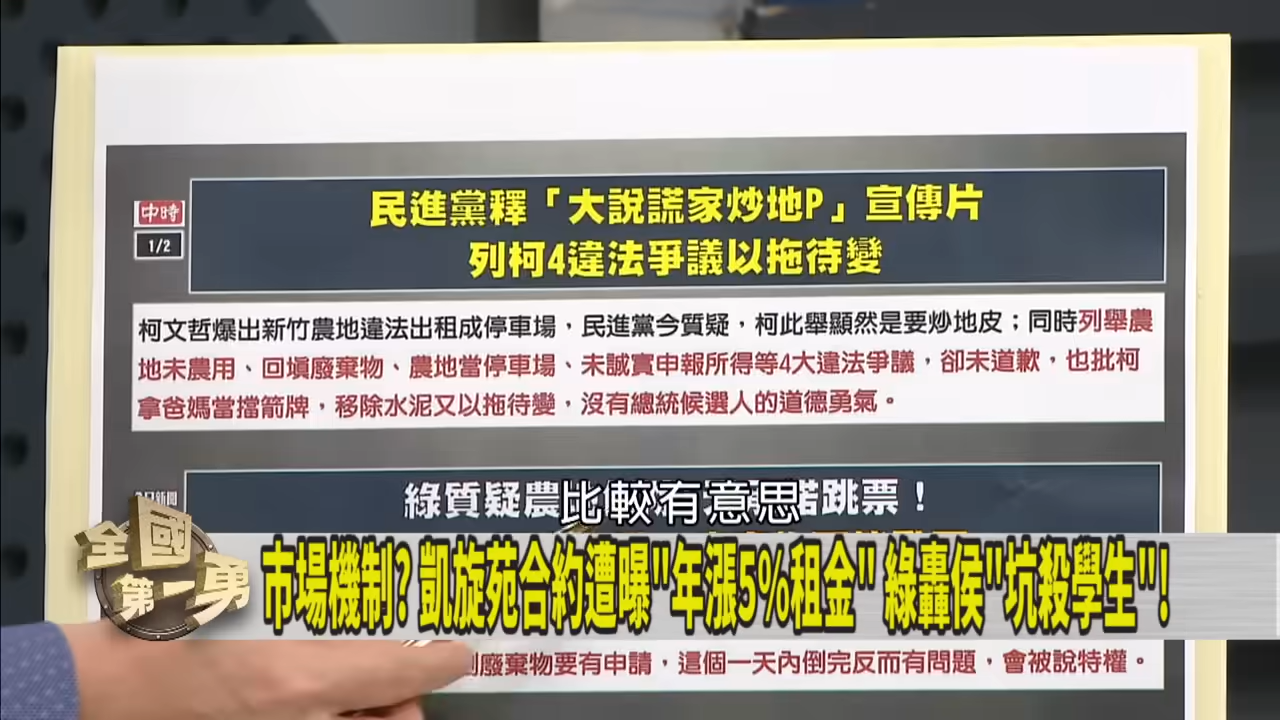 中時
1/2
民進黨釋「大說謊家炒地P」宣傳片
列柯4違法爭議以拖待變
柯文哲爆出新竹農地違法出租成停車場，民進黨今質疑，柯此舉顯然是要炒地皮；同時列舉農
地未農用、回填廢棄物、農地當停車場、未誠實申報所得等4大違法爭議，卻未道歉，也批柯
拿爸媽當擋箭牌，移除水泥又以拖待變，沒有總統候選人的道德勇氣。
綠質疑農
跳票！
比較有意思
全國
第一勇
市場機制? 凱旋苑合約遭曝"年漲5%租金" 綠轟侯"坑殺學生"!
廢棄物要有申請，這個一天內倒完反而有問題，會被說特權。